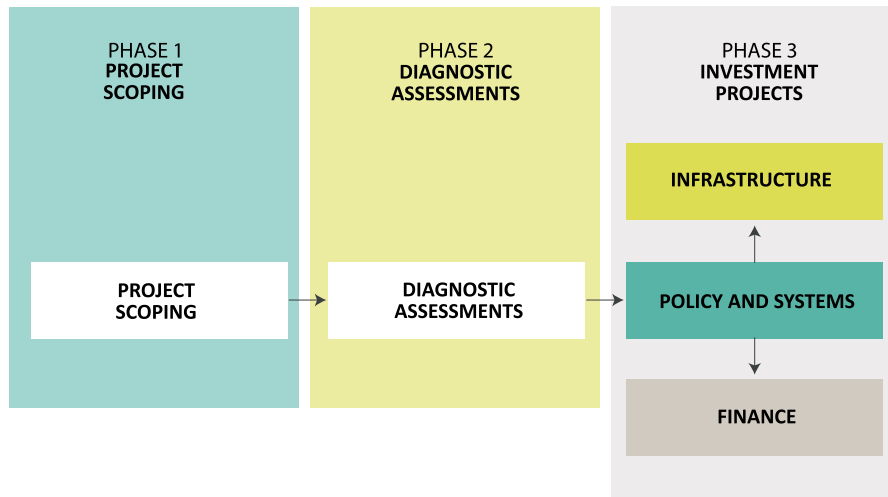 PHASE 1
PROJECT
SCOPING
PROJECT
SCOPING
PHASE 2
DIAGNOSTIC
ASSESSMENTS
DIAGNOSTIC
ASSESSMENTS
PHASE 3
INVESTMENT
PROJECTS
INFRASTRUCTURE
POLICY AND SYSTEMS
FINANCE